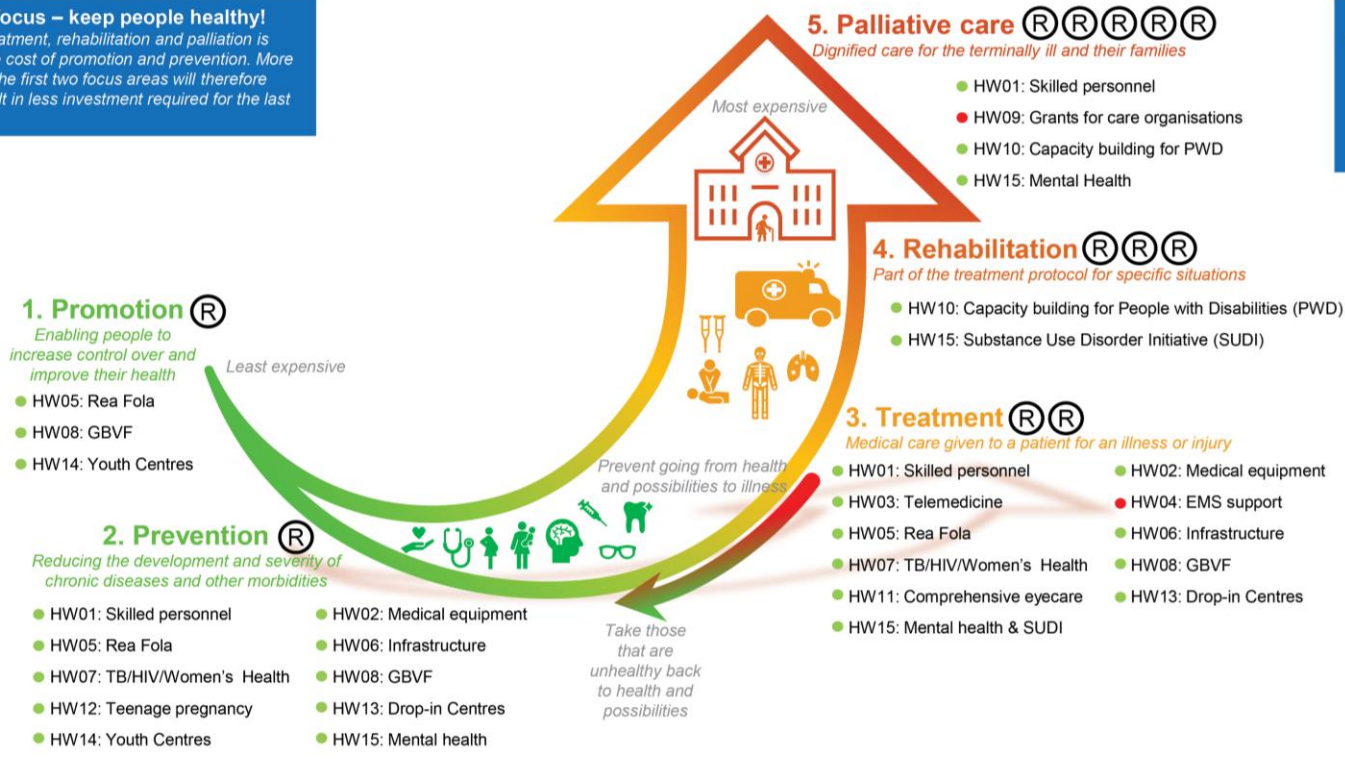 ocus – keep people healthy!
atment, rehabilitation and palliation is
cost of promotion and prevention. More
he first two focus areas will therefore
lt in less investment required for the last
5. Palliative care Ⓡ Ⓡ Ⓡ Ⓡ Ⓡ
Dignified care for the terminally ill and their families
HW01: Skilled personnel
HW09: Grants for care organisations
HW10: Capacity building for PWD
HW15: Mental Health
Most expensive
4. Rehabilitation Ⓡ Ⓡ Ⓡ
Part of the treatment protocol for specific situations
HW10: Capacity building for People with Disabilities (PWD)
HW15: Substance Use Disorder Initiative (SUDI)
1. Promotion Ⓡ
Enabling people to
increase control over and
improve their health
HW05: Rea Fola
HW08: GBVF
HW14: Youth Centres
Least expensive
3. Treatment Ⓡ Ⓡ
Medical care given to a patient for an illness or injury
HW01: Skilled personnel
HW03: Telemedicine
HW05: Rea Fola
HW07: TB/HIV/Women's Health
HW11: Comprehensive eyecare
HW15: Mental health & SUDI
HW02: Medical equipment
HW04: EMS support
HW06: Infrastructure
HW08: GBVF
HW13: Drop-in Centres
Prevent going from health
and possibilities to illness
2. Prevention Ⓡ
Reducing the development and severity of
chronic diseases and other morbidities
HW01: Skilled personnel
HW05: Rea Fola
HW07: TB/HIV/Women's Health
HW12: Teenage pregnancy
HW14: Youth Centres
HW02: Medical equipment
HW06: Infrastructure
HW08: GBVF
HW13: Drop-in Centres
HW15: Mental health
Take those
that are
unhealthy back
to health and
possibilities